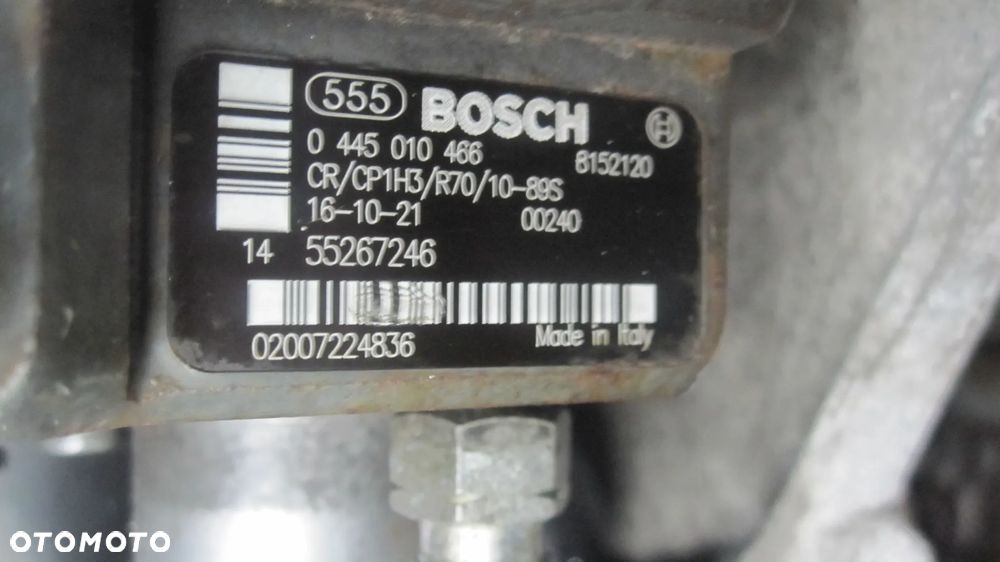 555 BOSCH
0 445 010 466 8152120
CR/CP1H3/R70/10-89S
16-10-21 00240
14 55267246
02007224836 Made in Italy
OTOMOTO